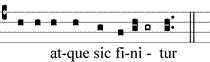 at-que sic fi-ni - tur